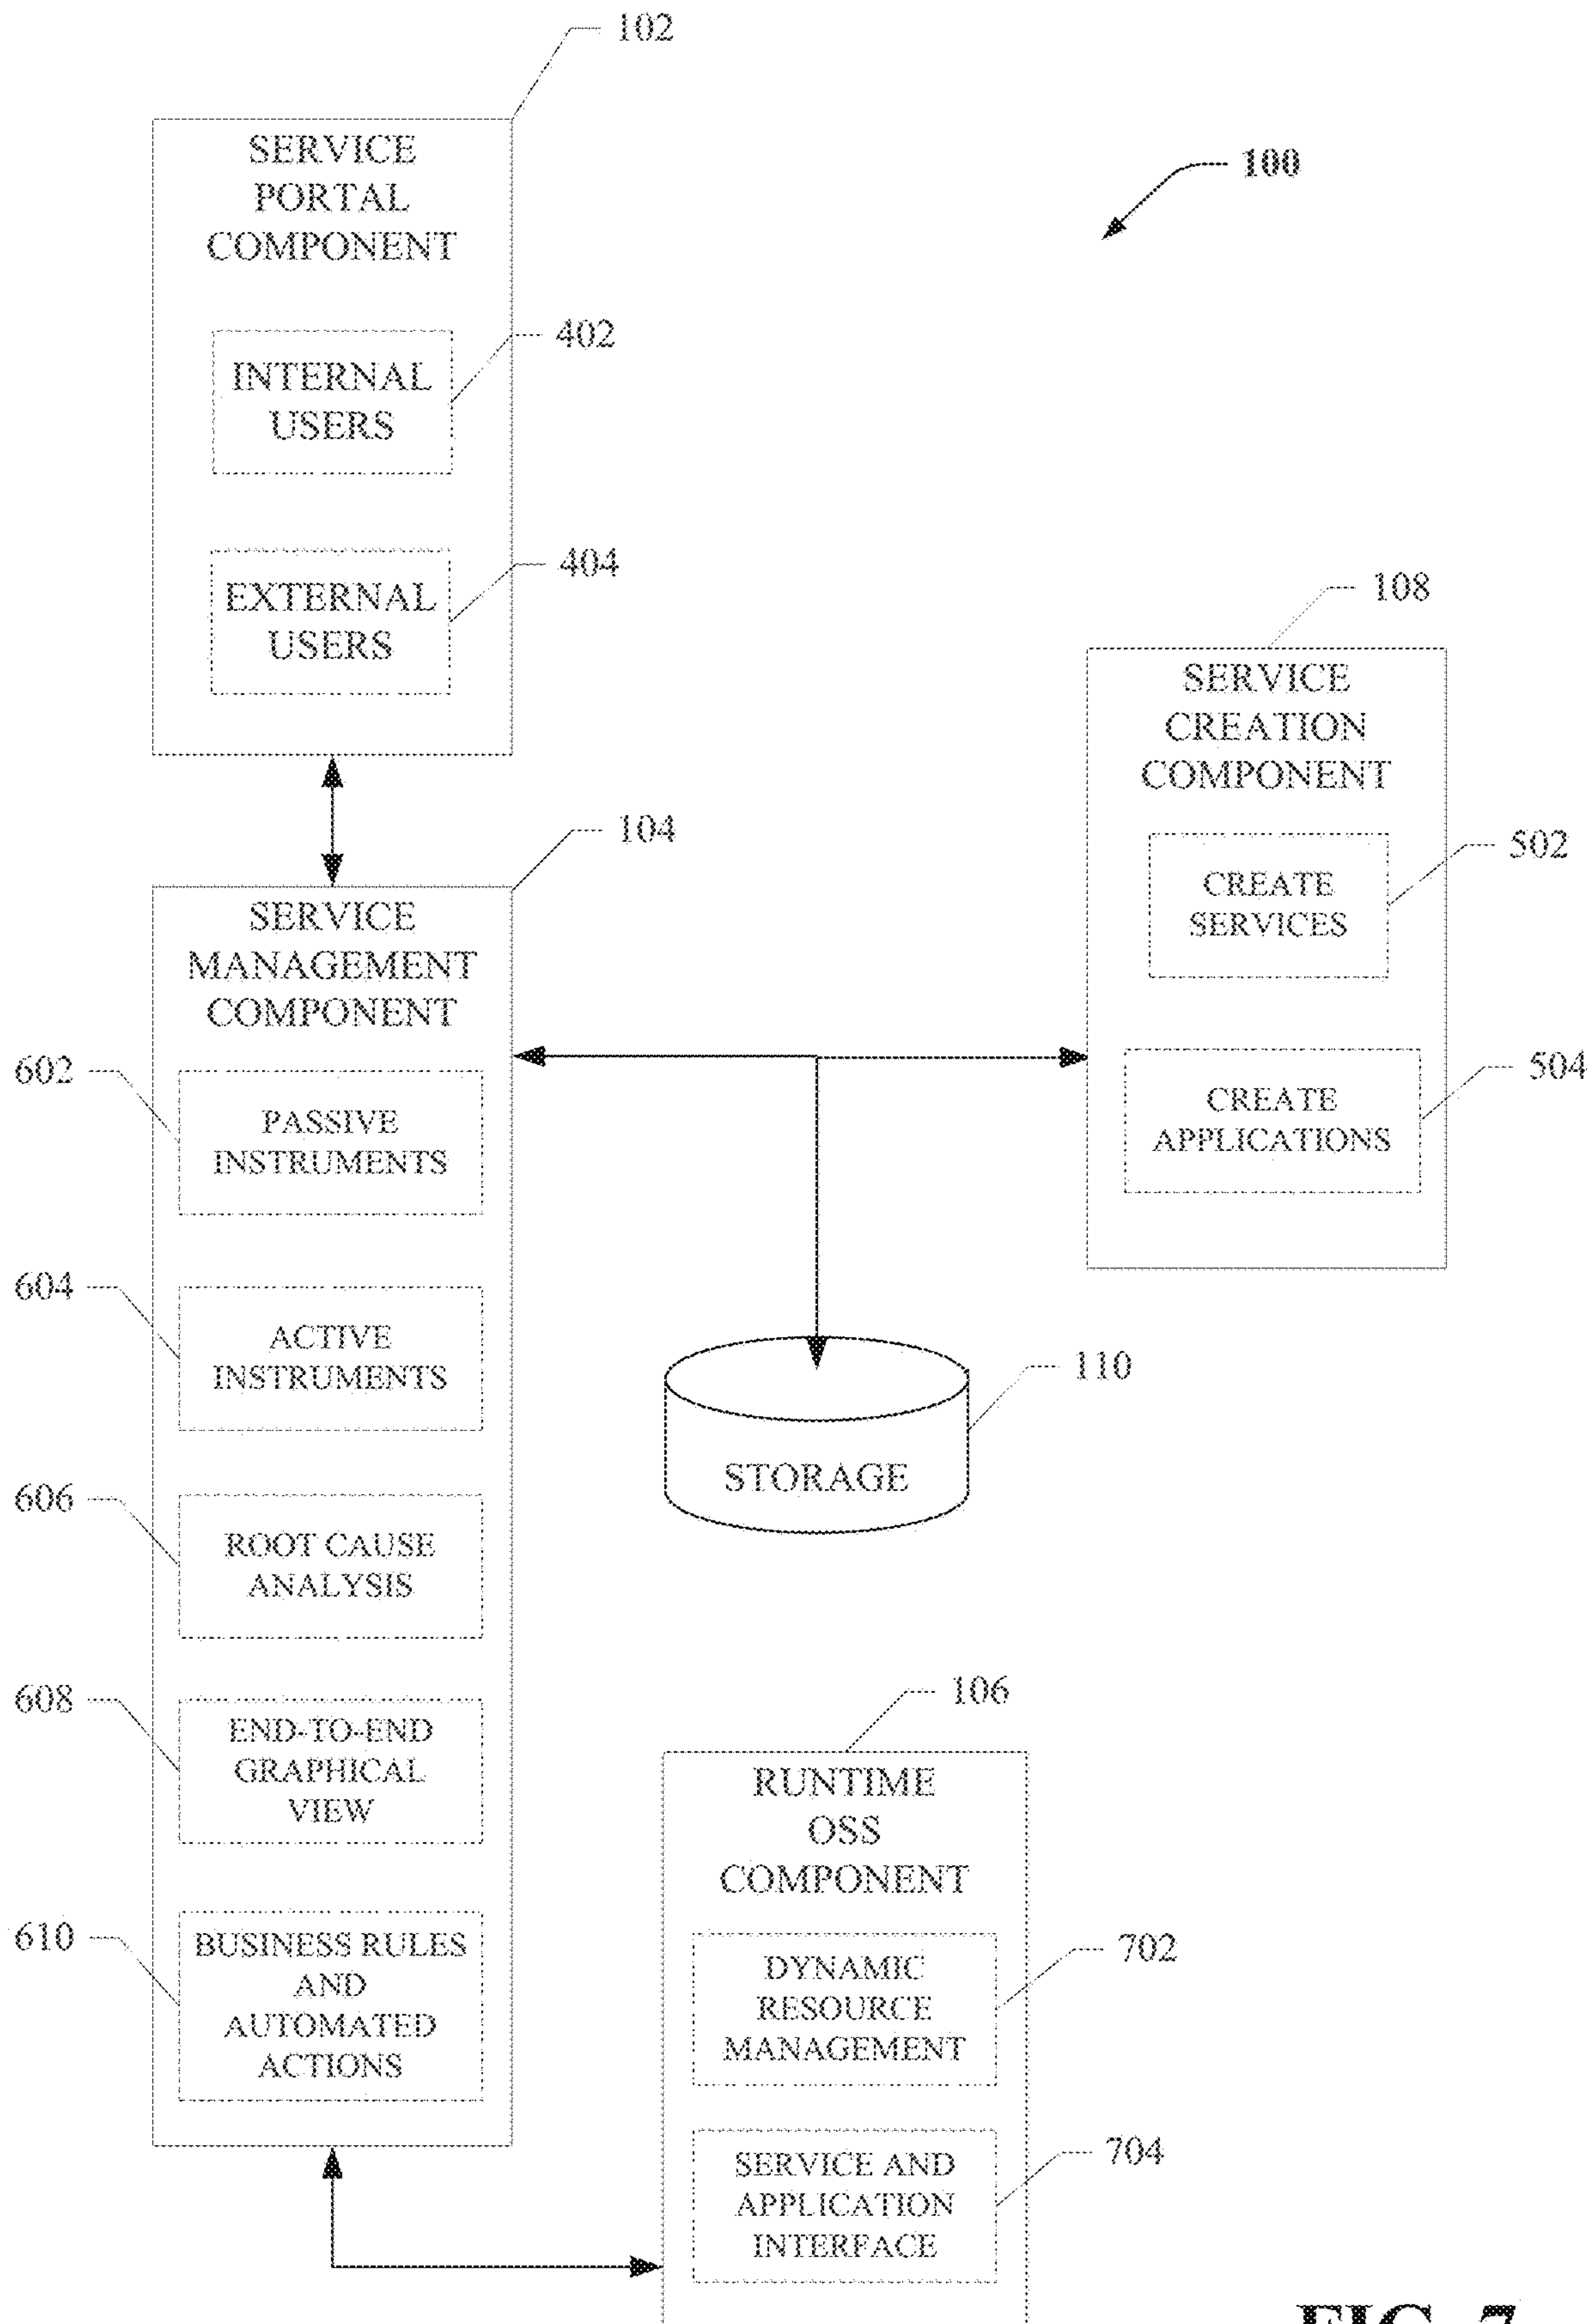 102
SERVICE
PORTAL
COMPONENT
100
402
INTERNAL
USERS
404
EXTERNAL
USERS
108
SERVICE
CREATION
COMPONENT
502
CREATE
SERVICES
504
CREATE
APPLICATIONS
104
SERVICE
MANAGEMENT
COMPONENT
602
PASSIVE
INSTRUMENTS
604
ACTIVE
INSTRUMENTS
110
STORAGE
606
ROOT CAUSE
ANALYSIS
608
END-TO-END
GRAPHICAL
VIEW
610
BUSINESS RULES
AND
AUTOMATED
ACTIONS
106
RUNTIME
OSS
COMPONENT
702
DYNAMIC
RESOURCE
MANAGEMENT
704
SERVICE AND
APPLICATION
INTERFACE
FIG. 7